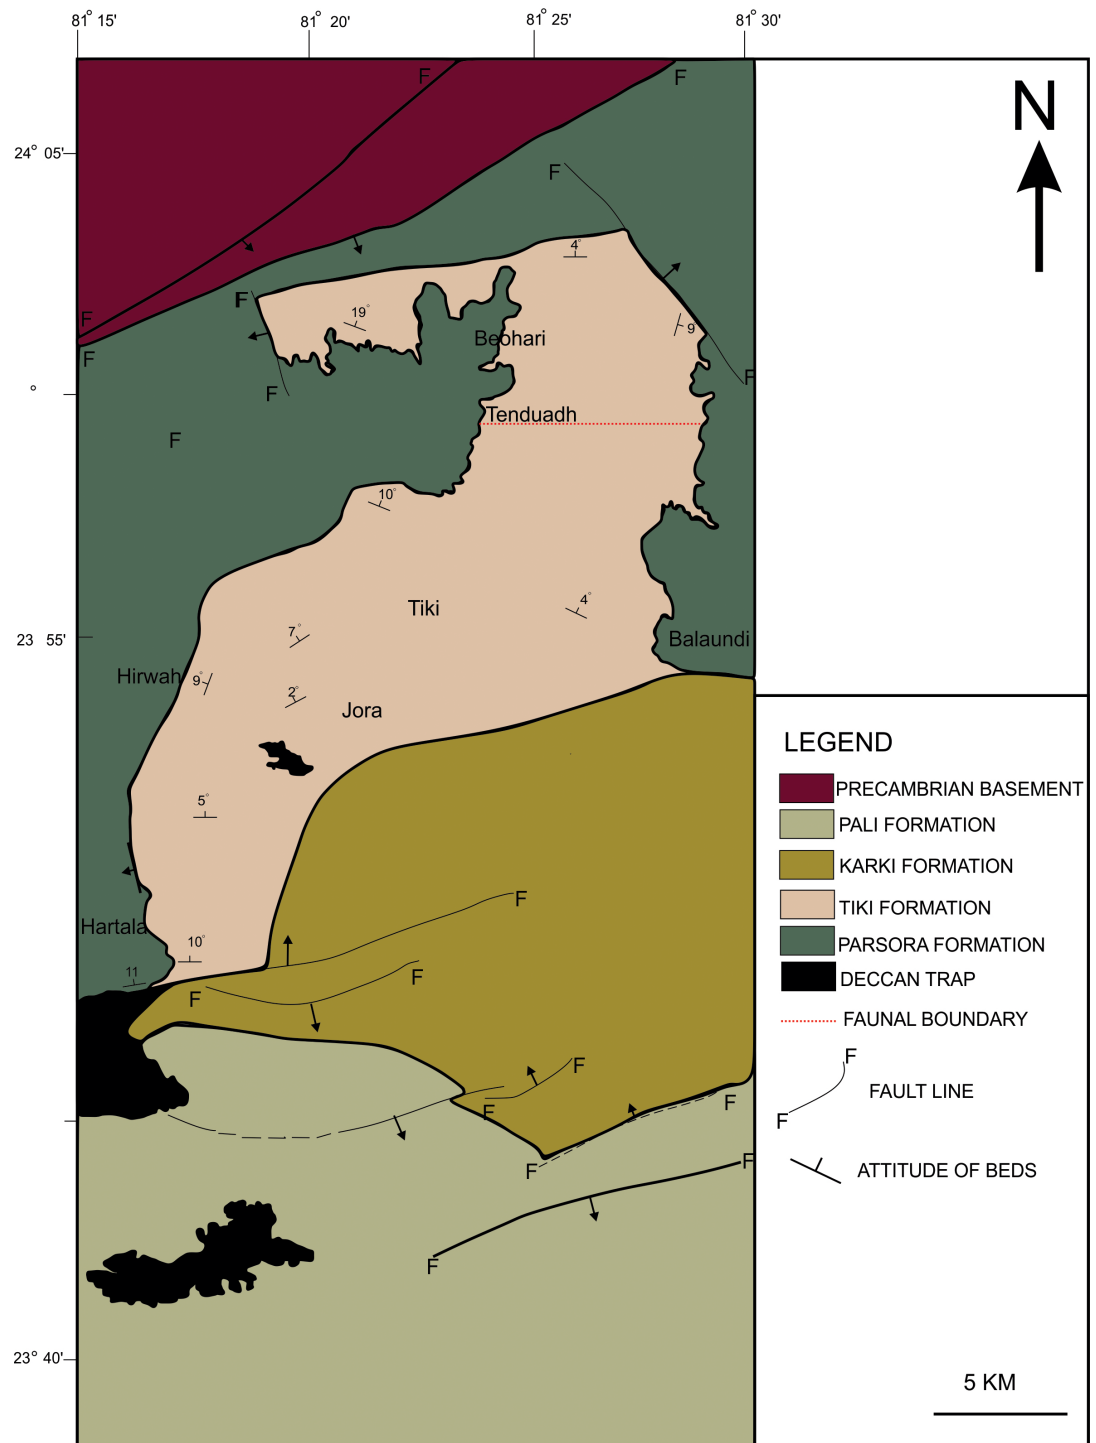 81° 15'
81° 20'
81° 25'
81° 30'
N
F
F
24° 05'
F
4°
F
19°
F
9°
F
Beohari
F
F
°
F
Tenduadh
F
10°
Tiki
4°
7°
23 55'
Balaundi
Hirwah
9°
2°
Jora
5°
F
Hartala
10°
11
F
F
F
F
F
F
F
F
23° 40'
LEGEND
PRECAMBRIAN BASEMENT
PALI FORMATION
KARKI FORMATION
TIKI FORMATION
PARSORA FORMATION
DECCAN TRAP
FAUNAL BOUNDARY
F
FAULT LINE
F
ATTITUDE OF BEDS
5 KM